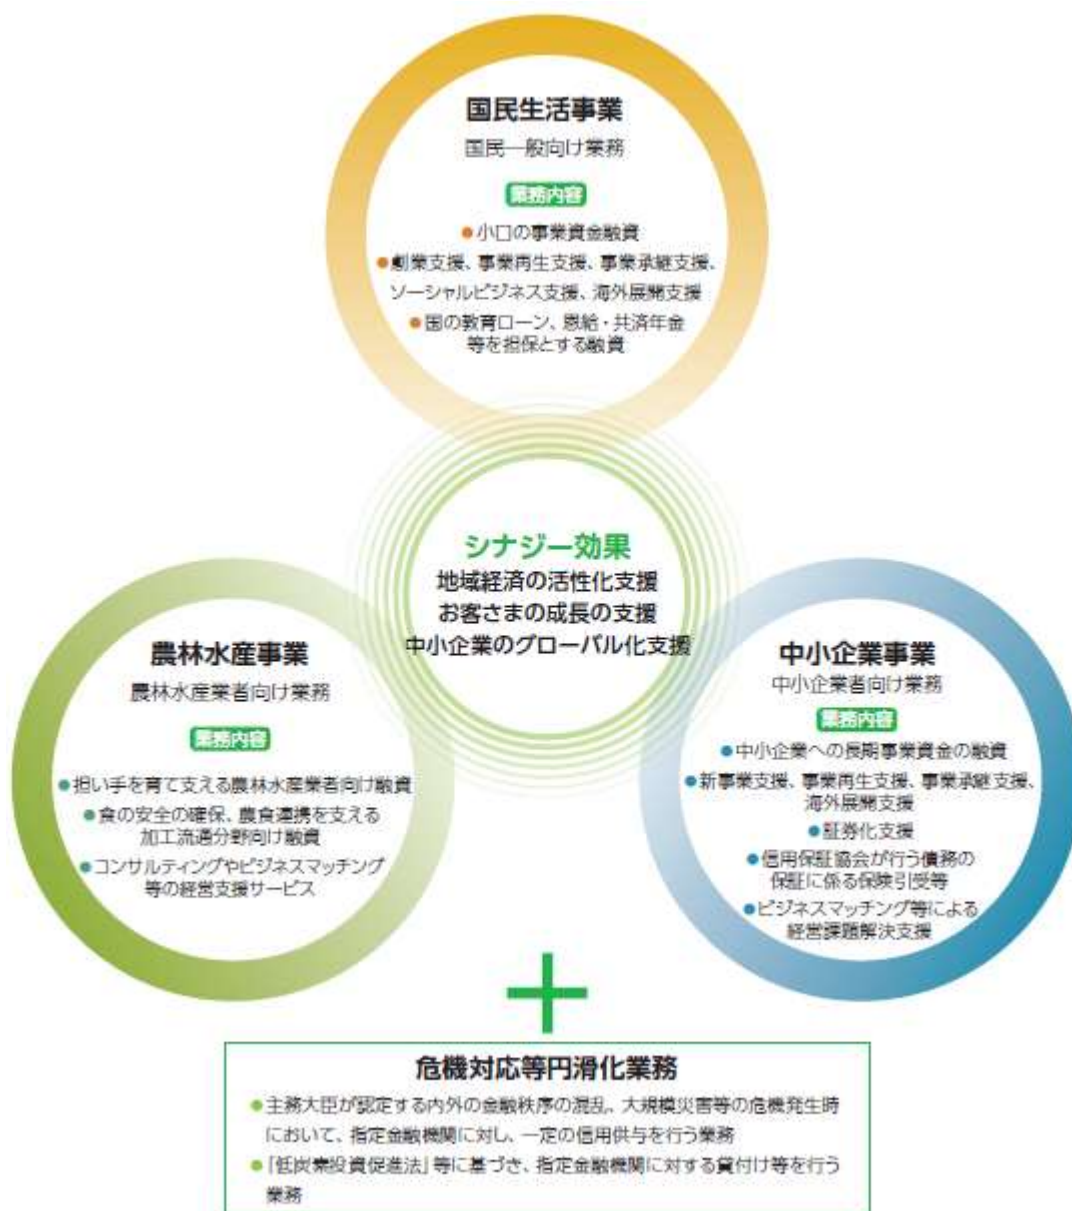 国民生活事業
国民一般向け業務
業務内容
●小口の事業資金融資
●創業支援、事業再生支援、事業承継支援、
ソーシャルビジネス支援、海外展開支援
●国の教育ローン、恩給・共済年金
等を担保とする融資
シナジー効果
地域経済の活性化支援
お客さまの成長の支援
中小企業のグローバル化支援
農林水産事業
農林水産業者向け業務
業務内容
●担い手を育て支える農林水産業者向け融資
●食の安全の確保、農食連携を支える
加工流通分野向け融資
●コンサルティングやビジネスマッチング
等の経営支援サービス
中小企業事業
中小企業者向け業務
業務内容
●中小企業への長期事業資金の融資
●新事業支援、事業再生支援、事業承継支援、
海外展開支援
●証券化支援
●信用保証協会が行う債務の
保証に係る保険引受等
●ビジネスマッチング等による
経営課題解決支援
+
危機対応等円滑化業務
●主務大臣が認定する内外の金融秩序の混乱、大規模災害等の危機発生時
において、指定金融機関に対し、一定の信用供与を行う業務
●「低炭素投資促進法」等に基づき、指定金融機関に対する貸付け等を行う
業務